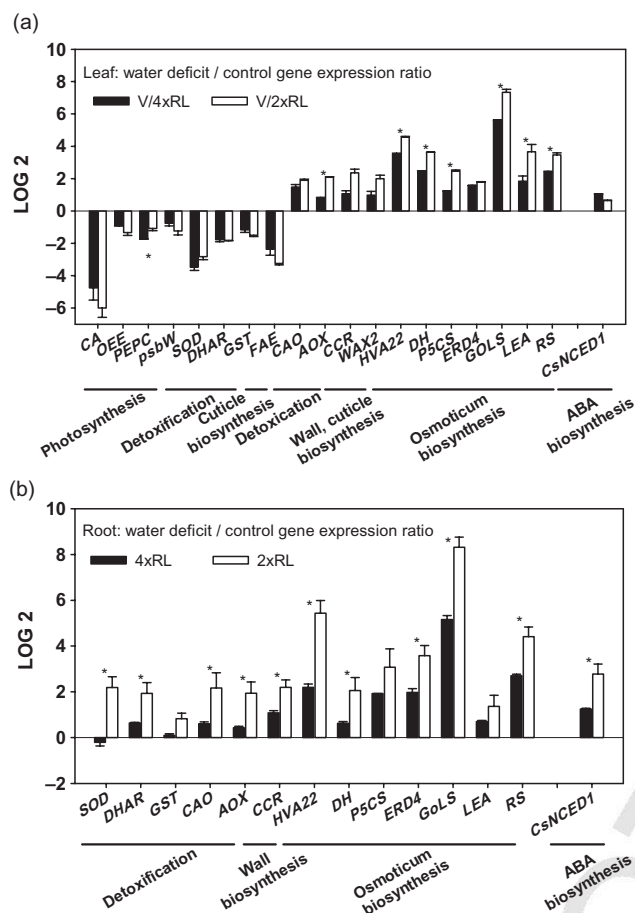 (a)
10
8
6
4
2
0
−2
−4
−6
LOG 2
Leaf: water deficit / control gene expression ratio
V/4xRL V/2xRL
* * * * * * * *
CA OEE PEPC psbW SOD DHAR GST FAE CAO AOX CCR WAX2 HVA22 DH P5CS ERD4 GOLS LEA RS CsNCED1
Photosynthesis
Detoxification
Cuticle
biosynthesis
Detoxication
Wall, cuticle
biosynthesis
Osmoticum
biosynthesis
ABA
biosynthesis
(b)
10
8
6
4
2
0
−2
LOG 2
Root: water deficit / control gene expression ratio
4xRL 2xRL
* * * * * * * * * * *
SOD DHAR GST CAO AOX CCR HVA22 DH P5CS ERD4 GoLS LEA RS CsNCED1
Detoxification
Wall
biosynthesis
Osmoticum
biosynthesis
ABA
biosynthesis